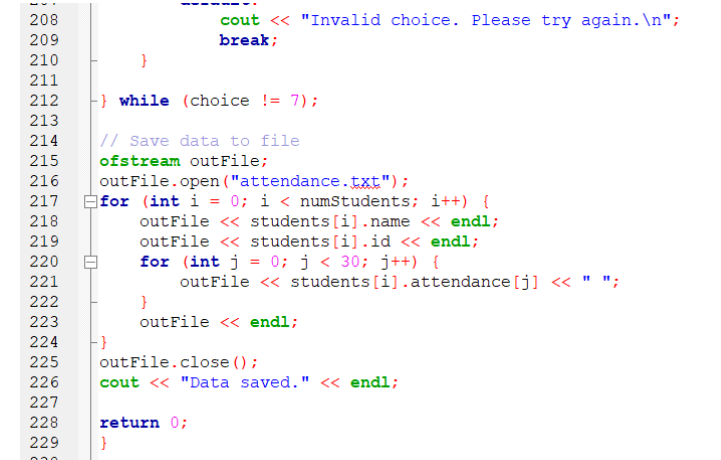 default:
208 cout << "Invalid choice. Please try again.\n";
209 break;
210 }
211
212 } while (choice != 7);
213
214 // Save data to file
215 ofstream outFile;
216 outFile.open("attendance.txt");
217 for (int i = 0; i < numStudents; i++) {
218 outFile << students[i].name << endl;
219 outFile << students[i].id << endl;
220 for (int j = 0; j < 30; j++) {
221 outFile << students[i].attendance[j] << " ";
222 }
223 outFile << endl;
224 }
225 outFile.close();
226 cout << "Data saved." << endl;
227
228 return 0;
229 }